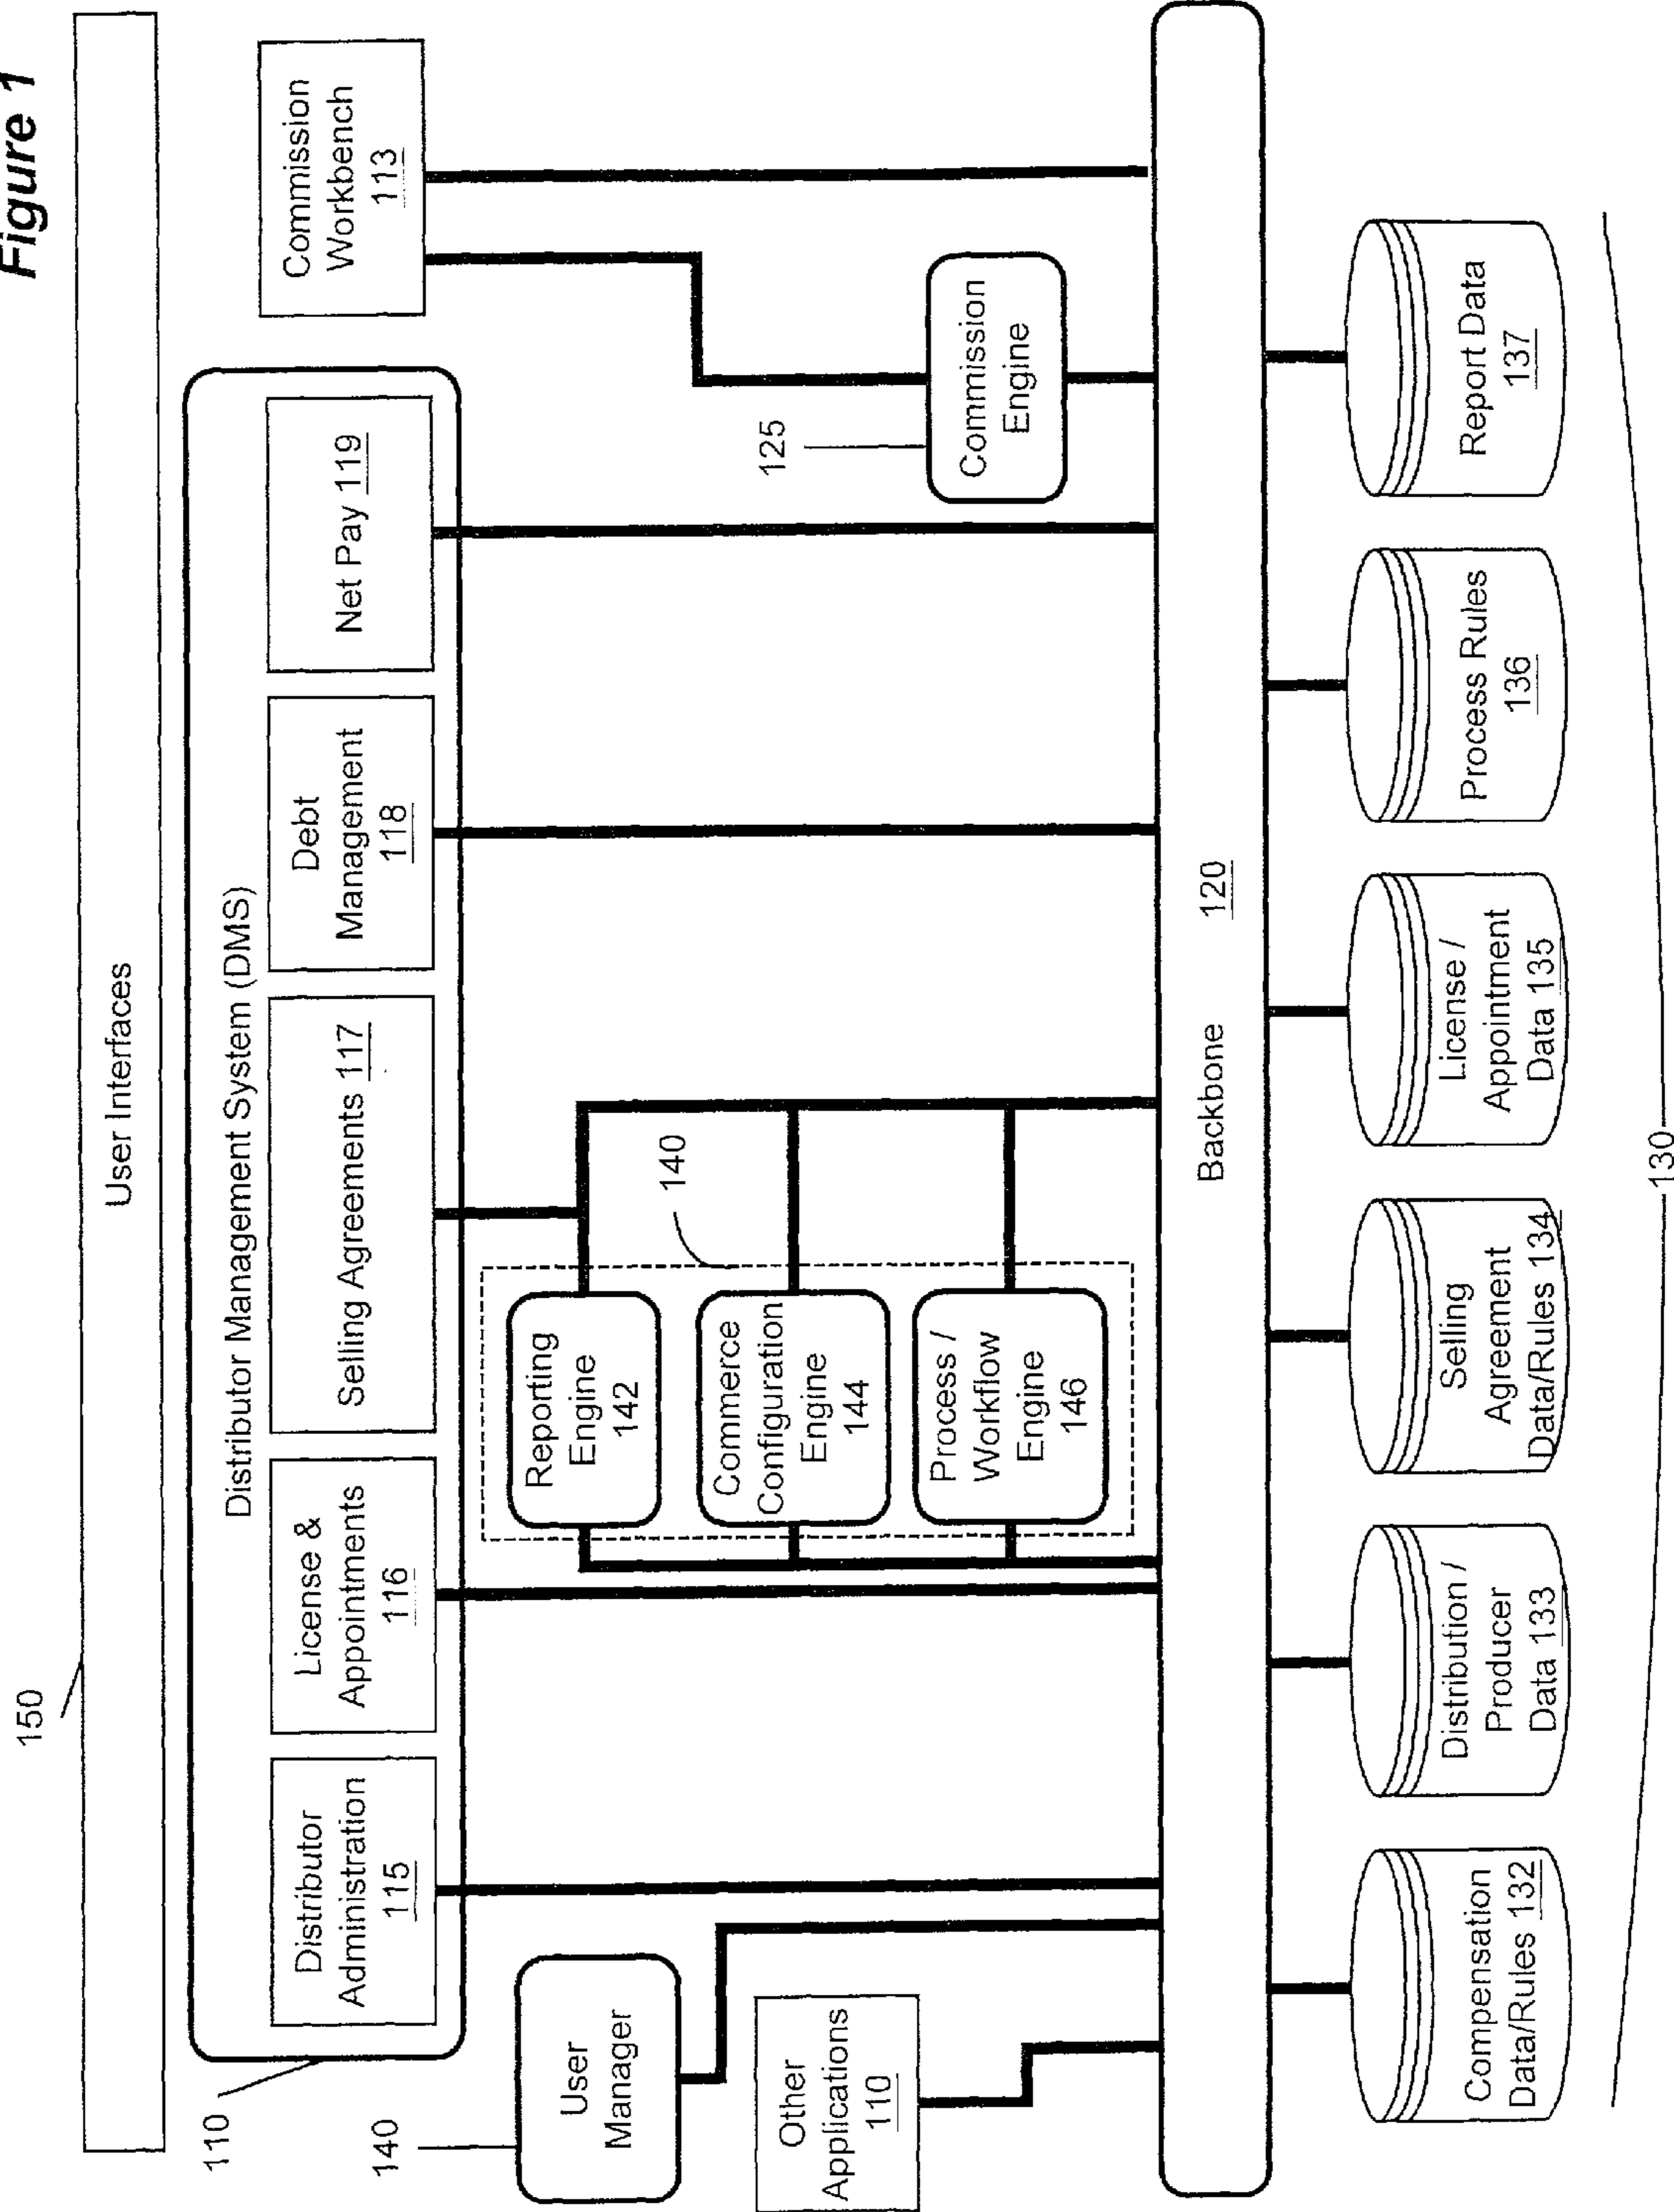 Figure 1
150
User Interfaces
110
Distributor Management System (DMS)
Distributor
Administration
115
License &
Appointments
116
Selling Agreements 117
Debt
Management
118
Net Pay 119
Commission
Workbench
113
140
User
Manager
Other
Applications
110
140
Reporting
Engine
142
Commerce
Configuration
Engine
144
Process /
Workflow
Engine
146
125
Commission
Engine
Backbone 120
Compensation
Data/Rules 132
Distribution /
Producer
Data 133
Selling
Agreement
Data/Rules 134
License /
Appointment
Data 135
Process Rules
136
Report Data
137
130